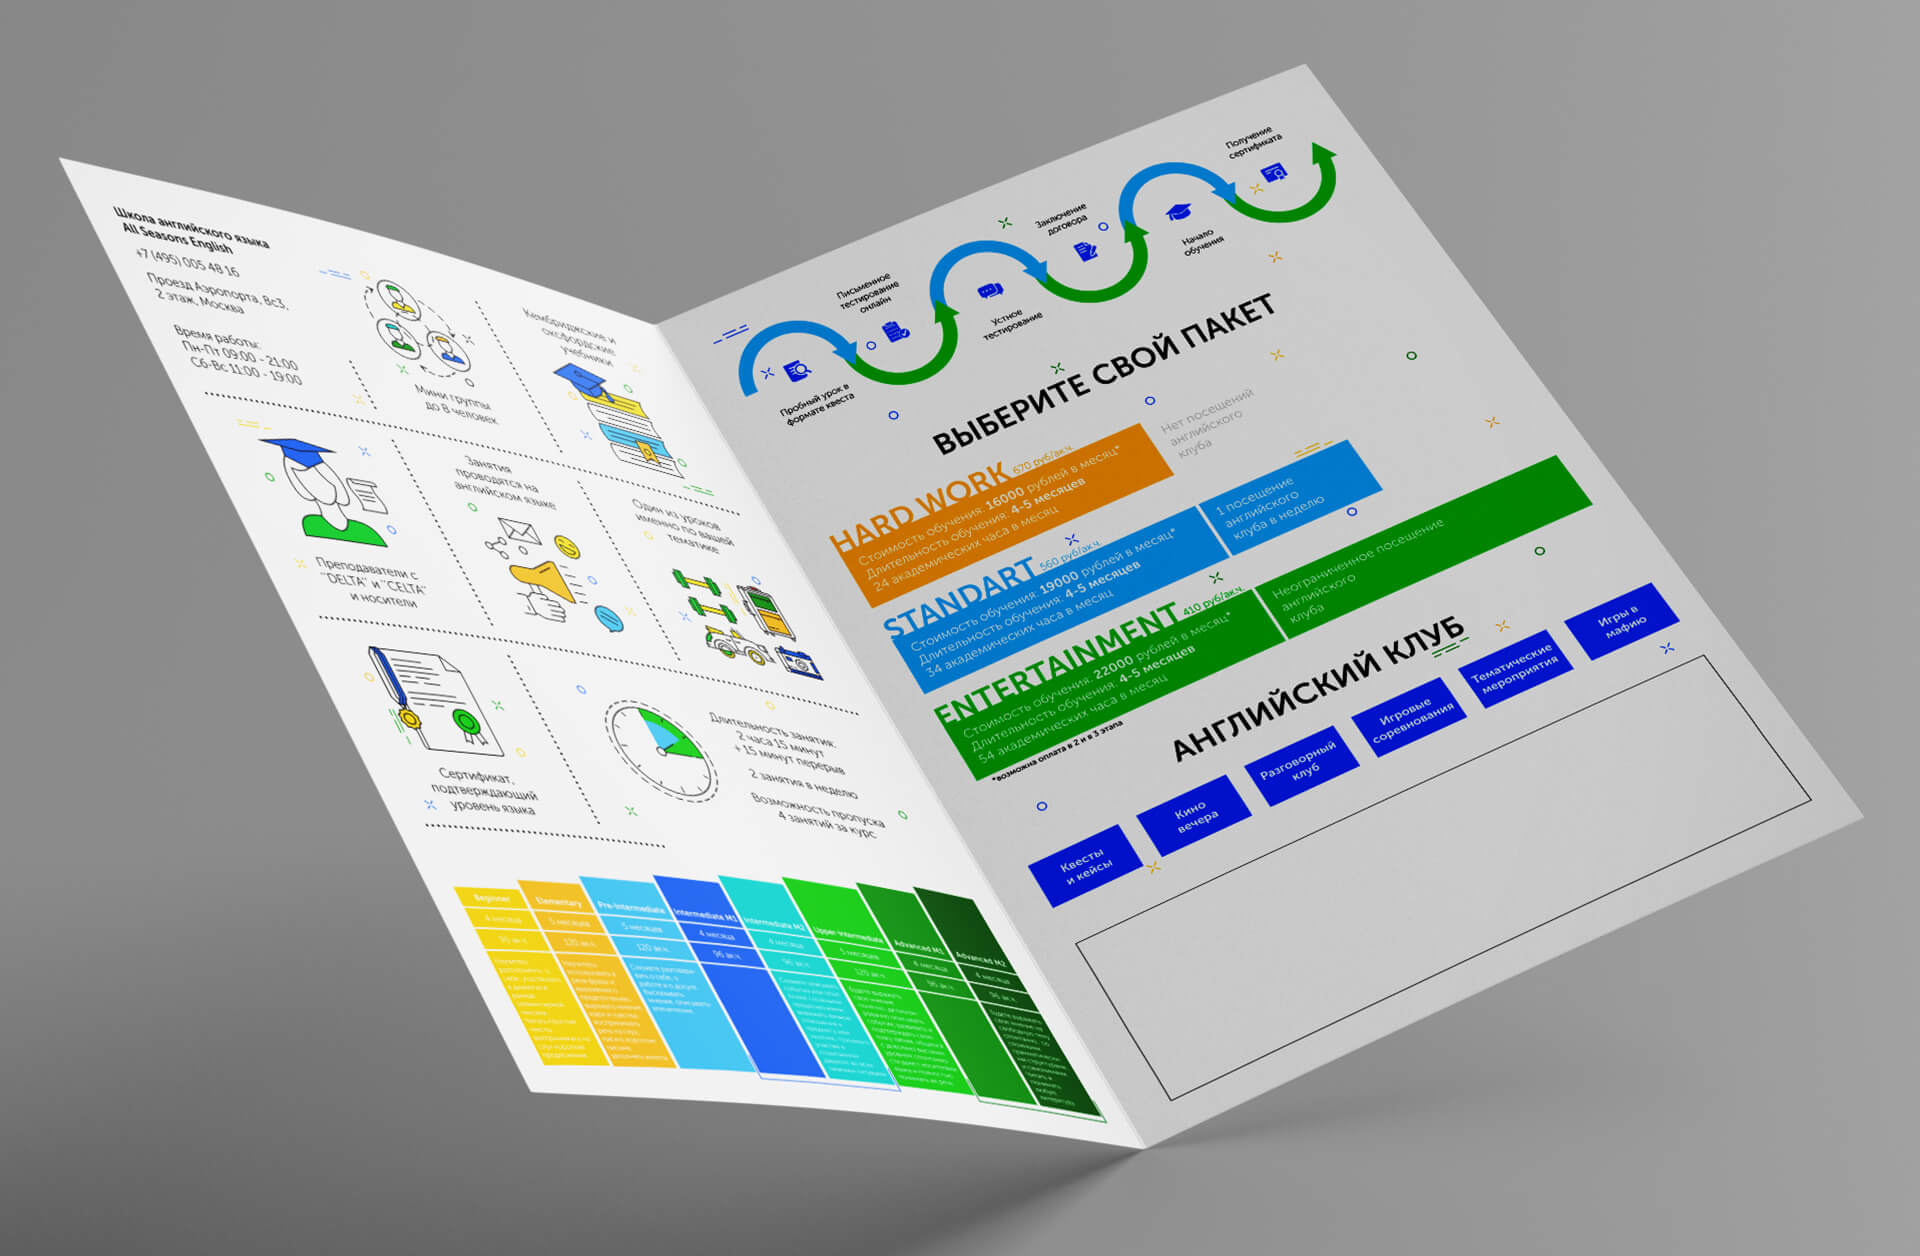 Школа английского языка
All Seasons English
+7 (495) 005 48 16
Проезд Аэропорта, 8с3,
2 этаж, Москва
Время работы:
Пн-Пт 09:00 - 21:00
Сб-Вс 11:00 - 19:00
Мини группы
до 8 человек
Кембриджские и
оксфордские
учебники
Преподаватели с
"DELTA" и "CELTA"
и носители
Занятия
проводятся на
английском языке
Один из уроков
именно по вашей
тематике
Сертификат,
подтверждающий
уровень языка
Длительность занятия:
2 часа 15 минут
+ 15 минут перерыв
2 занятия в неделю
Возможность пропуска
4 занятий за курс
Beginner
4 месяца
96 ак.ч.
Elementary
5 месяцев
120 ак.ч.
Pre-Intermediate
5 месяцев
120 ак.ч.
Intermediate M1
4 месяца
96 ак.ч.
Intermediate M2
4 месяца
96 ак.ч.
Upper-Intermediate
5 месяцев
120 ак.ч.
Advanced M1
4 месяца
96 ак.ч.
Advanced M2
4 месяца
96 ак.ч.
Пробный урок в
формате квеста
Письменное
тестирование
онлайн
Устное
тестирование
Заключение
договора
Начало
обучения
Получение
сертификата
ВЫБЕРИТЕ СВОЙ ПАКЕТ
HARD WORK 670 руб/ак.ч.
Стоимость обучения: 16000 рублей в месяц*
Длительность обучения: 4-5 месяцев
24 академических часа в месяц
Нет посещений
английского
клуба
STANDART 560 руб/ак.ч.
Стоимость обучения: 19000 рублей в месяц*
Длительность обучения: 4-5 месяцев
34 академических часа в месяц
1 посещение
английского
клуба в неделю
ENTERTAINMENT 410 руб/ак.ч.
Стоимость обучения: 22000 рублей в месяц*
Длительность обучения: 4-5 месяцев
54 академических часа в месяц
Неограниченное посещение
английского
клуба
*возможна оплата в 2 и в 3 этапа
АНГЛИЙСКИЙ КЛУБ
Квесты
и кейсы
Кино
вечера
Разговорный
клуб
Игровые
соревнования
Тематические
мероприятия
Игры в
мафию